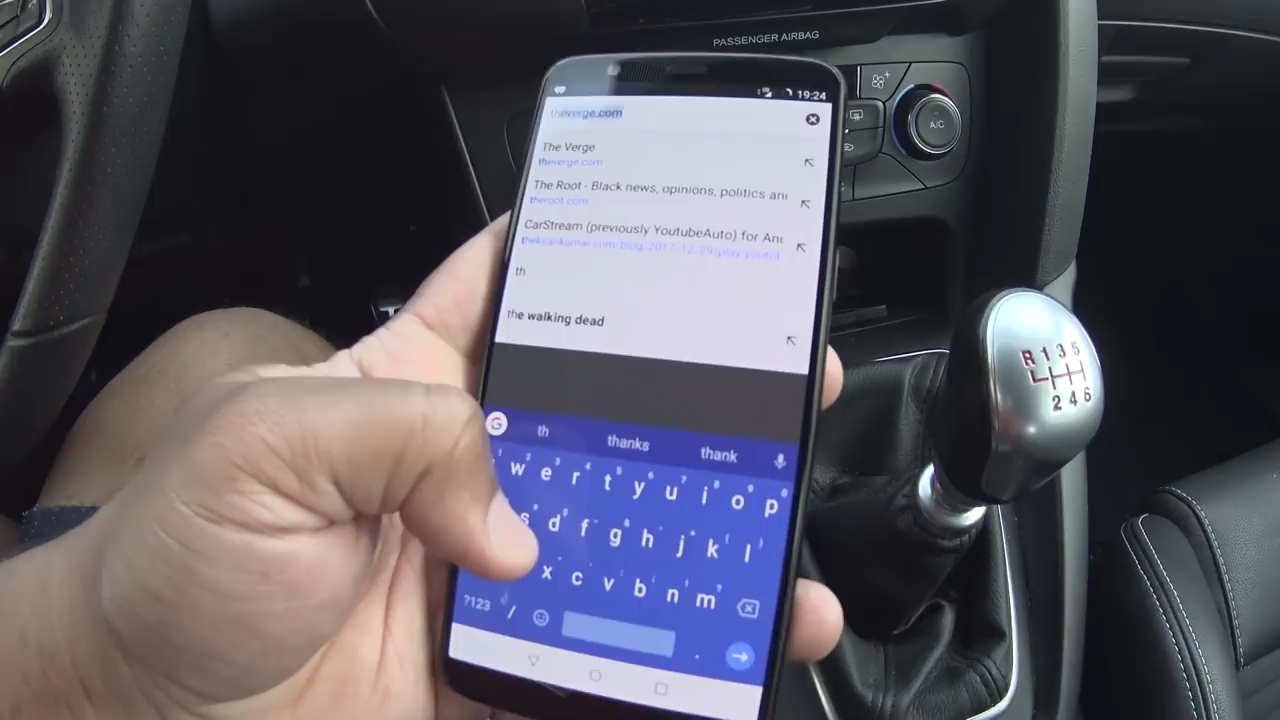 PASSENGER AIRBAG
19:24
theverge.com
The Verge
theverge.com
The Root - Black news, opinions, politics an
theroot.com
CarStream (previously YoutubeAuto) for And
th
the walking dead
G th thanks thank
w e r t y u i o p
s d f g h j k l
x c v b n m
?123 / .
A/C
R 1 3 5
2 4 6